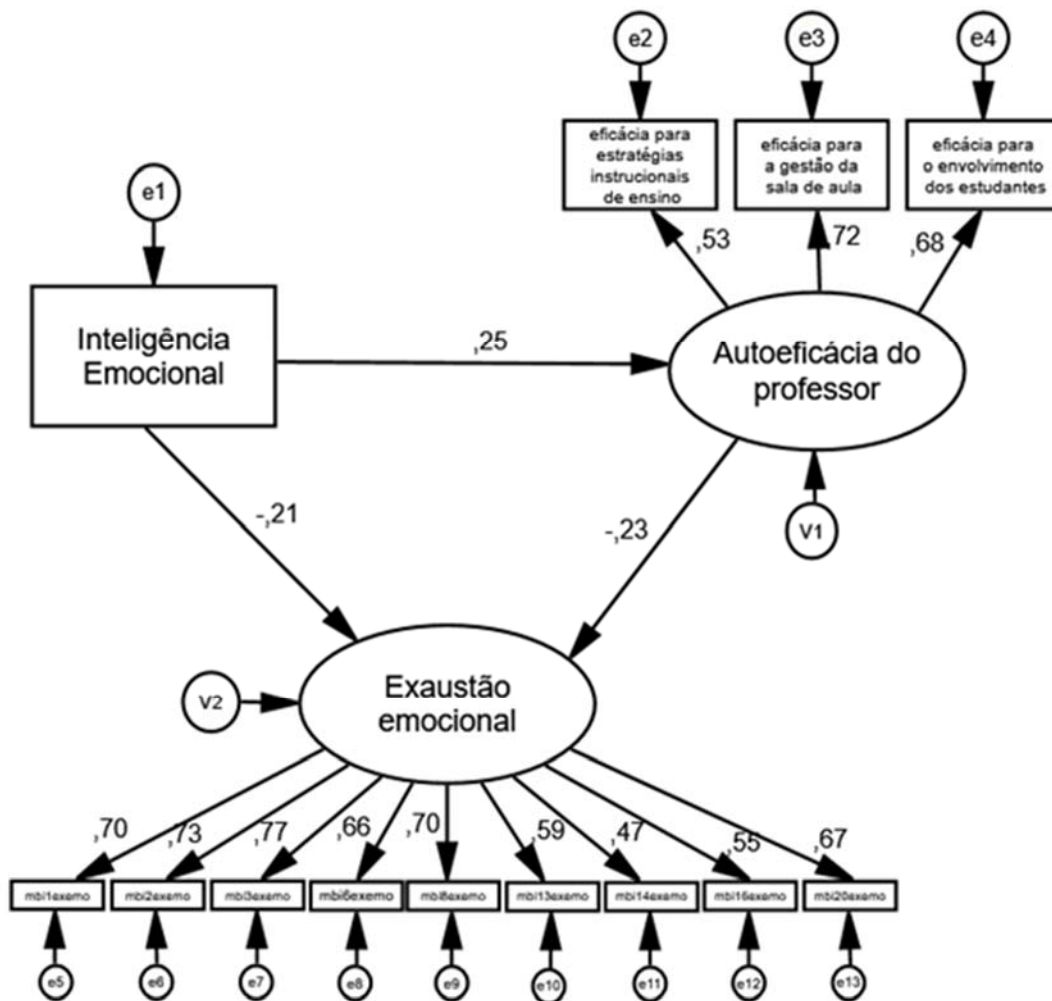 e2
e3
e4
eficácia para
estratégias
instrucionais
de ensino
eficácia para
a gestão da
sala de aula
eficácia para
o envolvimento
dos estudantes
e1
,53
,72
,68
Inteligência
Emocional
,25
Autoeficácia do
professor
V1
-,21
-,23
V2
Exaustão
emocional
,70
,73
,77
,66
,70
,59
,47
,55
,67
mbi1exemo
mbi2exemo
mbi3exemo
mbi6exemo
mbi8exemo
mbi13exemo
mbi14exemo
mbi16exemo
mbi20exemo
e5
e6
e7
e8
e9
e10
e11
e12
e13